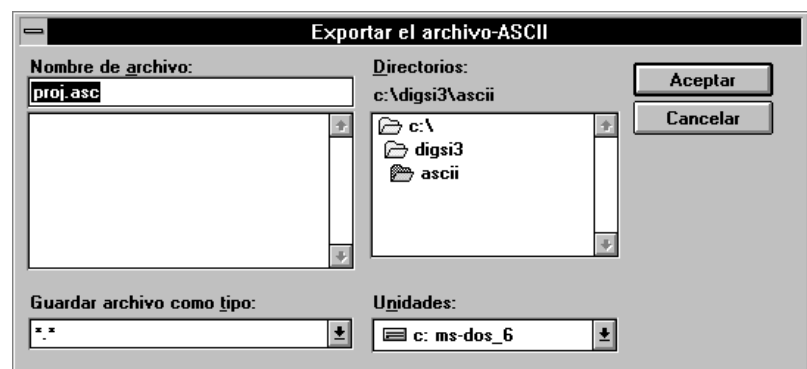 Exportar el archivo-ASCII
Nombre de archivo:
proj.asc
Directorios:
c:\digsi3\ascii
c:\
digsi3
ascii
Aceptar
Cancelar
Guardar archivo como tipo:
*.*
Unidades:
c: ms-dos_6